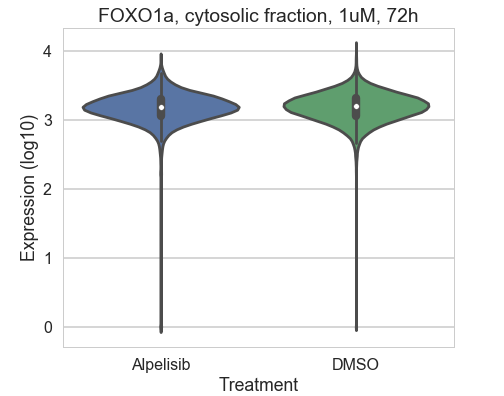 FOXO1a, cytosolic fraction, 1uM, 72h
Expression (log10)
4
3
2
1
0
Alpelisib DMSO
Treatment